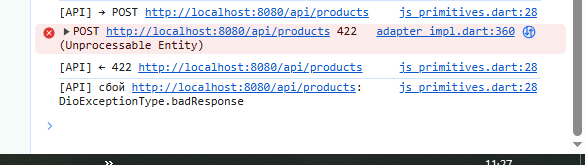 [API] → POST http://localhost:8080/api/products js_primitives.dart:28
POST http://localhost:8080/api/products 422 adapter_impl.dart:360
(Unprocessable Entity)
[API] ← 422 http://localhost:8080/api/products js_primitives.dart:28
[API] сбой http://localhost:8080/api/products: js_primitives.dart:28
DioExceptionType.badResponse
11:27